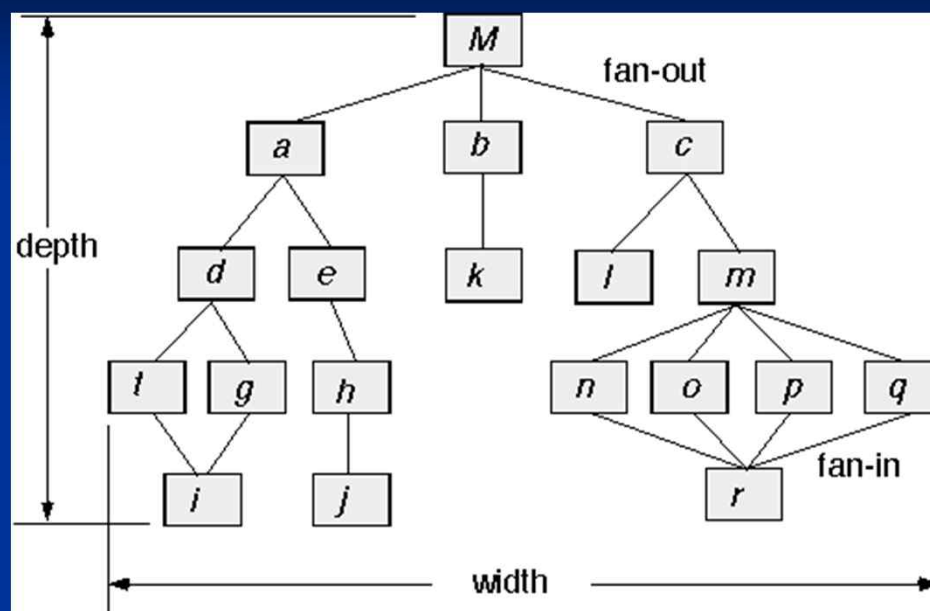 M
fan-out
a b c
depth
d e k l m
t g h n o p q
fan-in
i j r
width